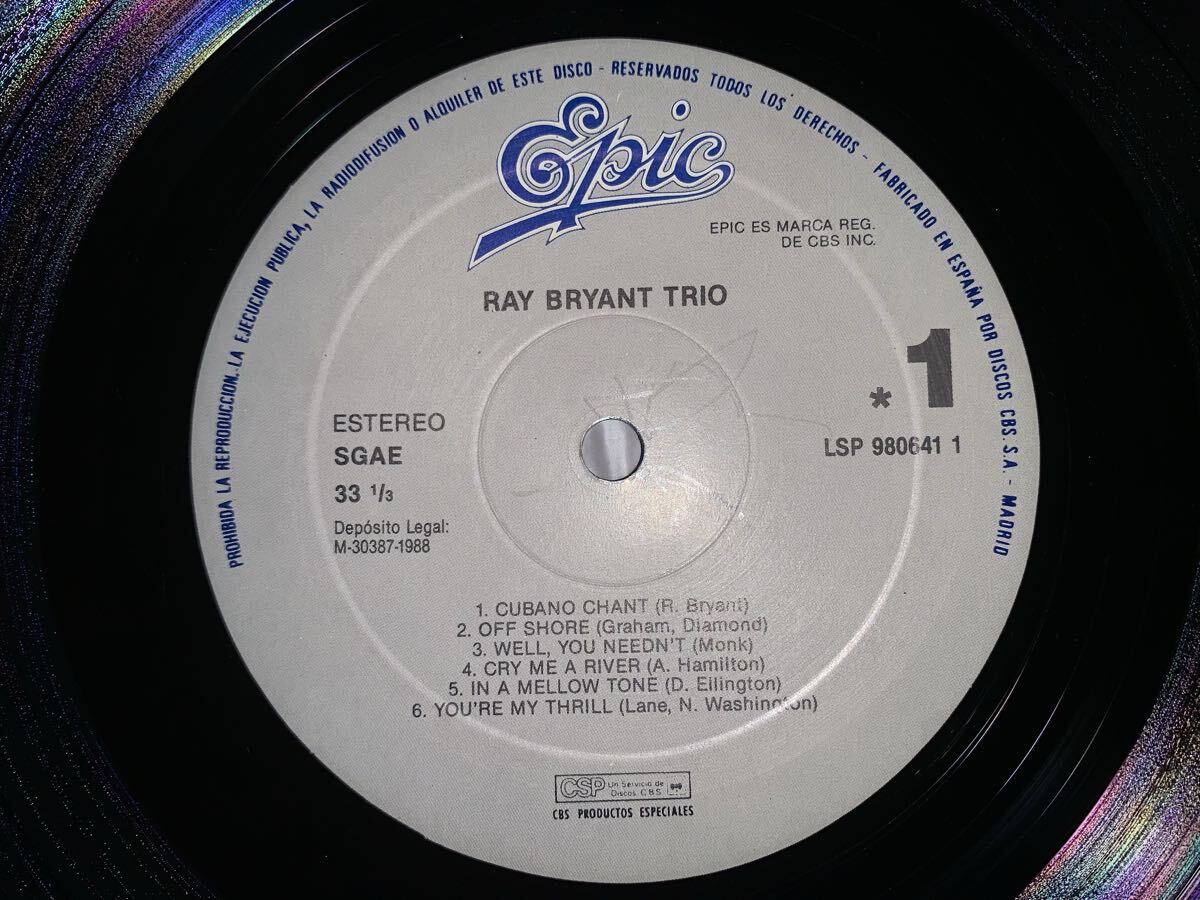 PROHIBIDA LA REPRODUCCION. LA EJECUCION PUBLICA, LA RADIODIFUSION O ALQUILER DE ESTE DISCO - RESERVADOS TODOS LOS DERECHOS - FABRICADO EN ESPAÑA POR DISCOS CBS. S.A. - MADRID
Epic
EPIC ES MARCA REG.
DE CBS INC.
RAY BRYANT TRIO
* 1
ESTEREO
SGAE
LSP 980641 1
33 1/3
Depósito Legal:
M-30387-1988
1. CUBANO CHANT (R. Bryant)
2. OFF SHORE (Graham, Diamond)
3. WELL, YOU NEEDN'T (Monk)
4. CRY ME A RIVER (A. Hamilton)
5. IN A MELLOW TONE (D. Ellington)
6. YOU'RE MY THRILL (Lane, N. Washington)
CSP Un Servicio de
Discos CBS
CBS PRODUCTOS ESPECIALES